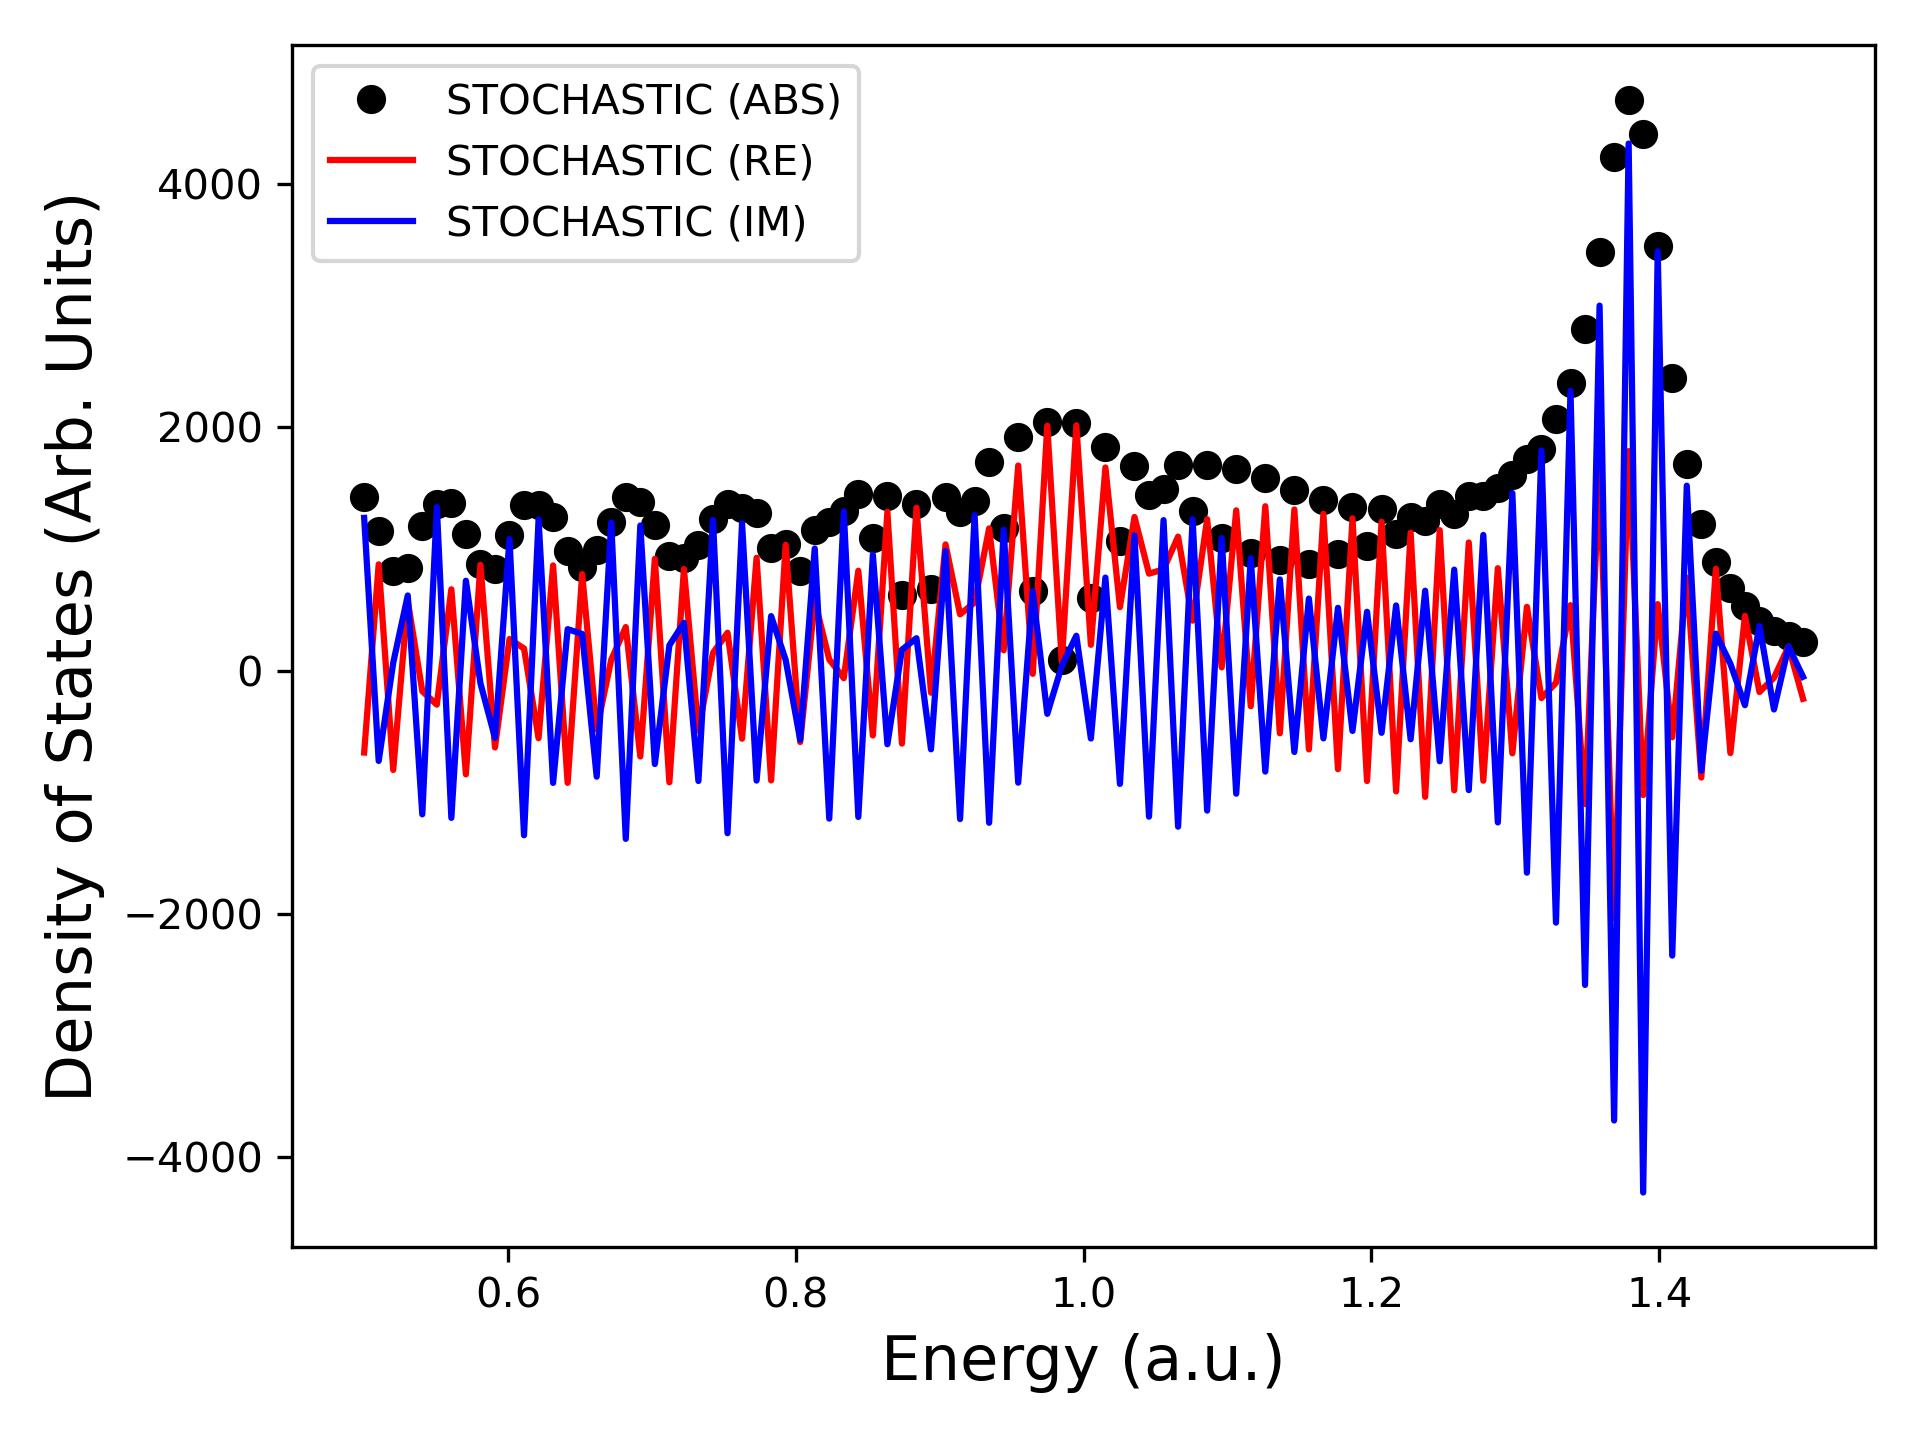 STOCHASTIC (ABS)
STOCHASTIC (RE)
STOCHASTIC (IM)
Density of States (Arb. Units)
4000
2000
0
−2000
−4000
0.6 0.8 1.0 1.2 1.4
Energy (a.u.)